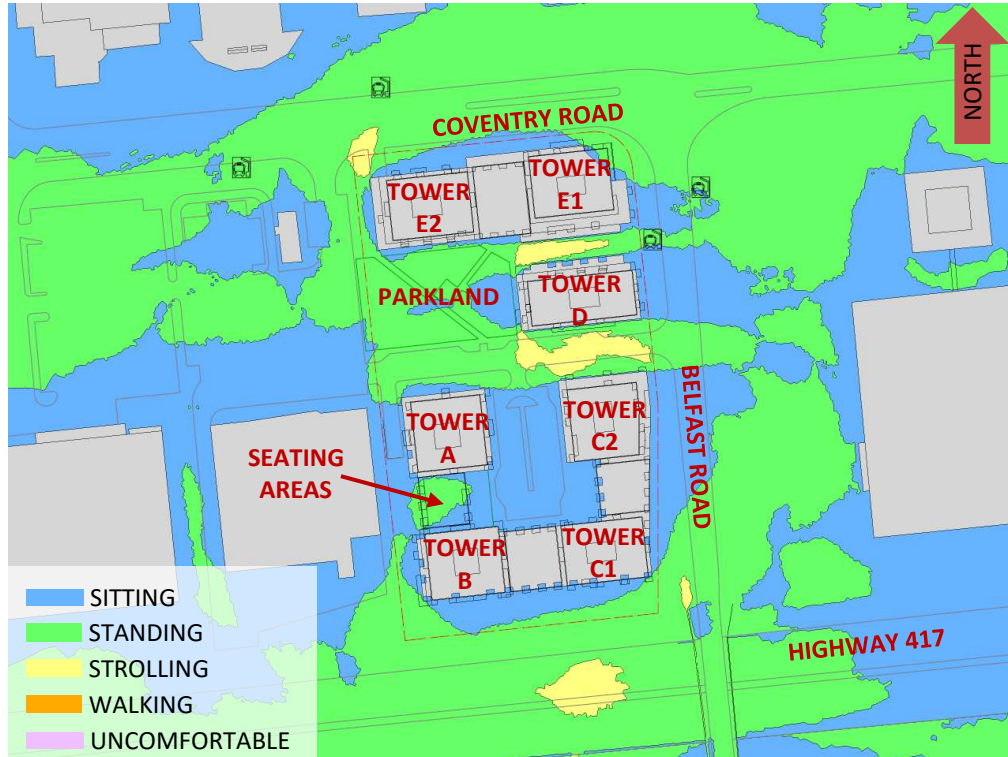 NORTH
COVENTRY ROAD
TOWER
E2
TOWER
E1
PARKLAND
TOWER
D
BELFAST ROAD
TOWER
A
TOWER
C2
SEATING
AREAS
TOWER
B
TOWER
C1
HIGHWAY 417
SITTING
STANDING
STROLLING
WALKING
UNCOMFORTABLE